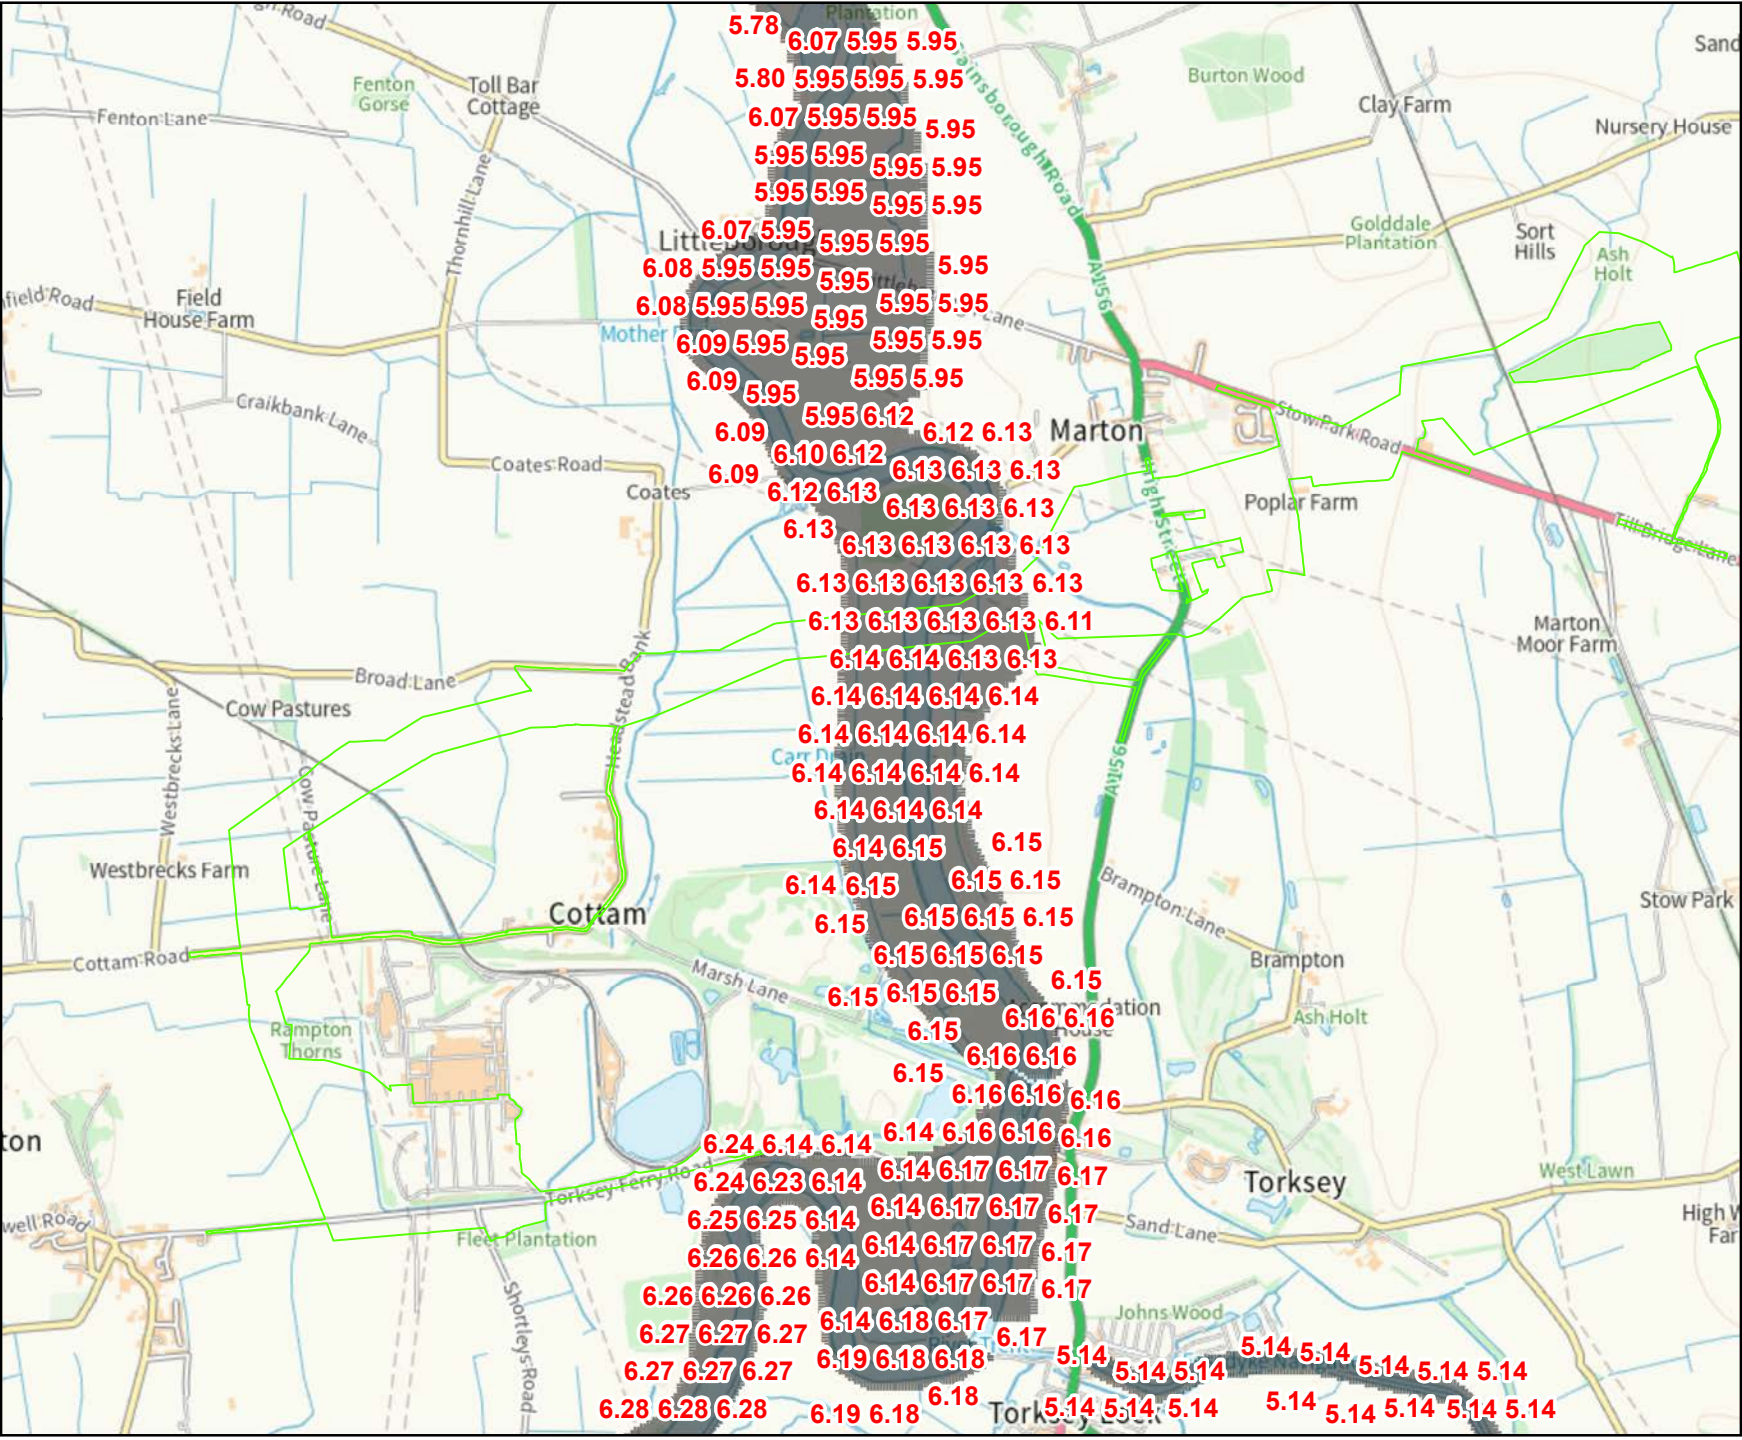 Road
Plantation
5.78
6.07 5.95 5.95
Sand
Toll Bar
Cottage
Fenton
Gorse
5.80 5.95 5.95 5.95
Burton Wood
Clay Farm
Fenton Lane
6.07 5.95 5.95 5.95
Gainsborough Road
Nursery House
5.95 5.95 5.95 5.95
Thornhill Lane
5.95 5.95 5.95 5.95
Golddale
Plantation
Sort
Hills
Ash
Holt
6.07 5.95 5.95 5.95
Littleborough
6.08 5.95 5.95 5.95 5.95
A156
field Road
Field
House Farm
6.08 5.95 5.95 5.95 5.95 5.95
Lane
Mother
6.09 5.95 5.95 5.95 5.95
6.09 5.95 5.95 5.95
Craikbank Lane
5.95 6.12
Stow Park Road
6.09 6.12 6.13
Marton
6.10 6.12
Coates Road
6.09 6.13 6.13 6.13
Coates
6.12 6.13
High Street
Poplar Farm
6.13 6.13 6.13
6.13
Till Bridge Lane
6.13 6.13 6.13 6.13
6.13 6.13 6.13 6.13 6.13
6.13 6.13 6.13 6.13 6.11
Marton
Moor Farm
Headstead Bank
6.14 6.14 6.13 6.13
Broad Lane
Cow Pastures
6.14 6.14 6.14 6.14
Westbrecks Lane
6.14 6.14 6.14 6.14
Carr Drain
A156
6.14 6.14 6.14 6.14
Cow Pasture Lane
6.14 6.14 6.14
6.14 6.15 6.15
Westbrecks Farm
6.14 6.15 6.15 6.15
Brampton Lane
Stow Park
Cottam
6.15 6.15 6.15 6.15
Cottam Road
6.15 6.15 6.15
Brampton
Marsh Lane
6.15
6.15 6.15 6.15
Accommodation
House
6.16 6.16
Ash Holt
Rampton
Thorns
6.15
6.16 6.16
6.15
6.16 6.16 6.16
ton
6.24 6.14 6.14 6.14 6.16 6.16 6.16
6.14 6.17 6.17 6.17
West Lawn
Torksey Ferry Road
6.24 6.23 6.14
Torksey
well Road
6.25 6.25 6.14 6.14 6.17 6.17 6.17
Sand Lane
High W
Far
Fleet Plantation
6.26 6.26 6.14 6.14 6.17 6.17 6.17
6.14 6.17 6.17 6.17
6.26 6.26 6.26
Johns Wood
Shortleys Road
6.14 6.18 6.17
6.27 6.27 6.27 6.17
River Trent
5.14 5.14
6.19 6.18 6.18 5.14
6.27 6.27 6.27
5.14 5.14 5.14 5.14 5.14
6.18
6.28 6.28 6.28 6.19 6.18
Torksey Lock
5.14 5.14 5.14 5.14 5.14 5.14 5.14 5.14